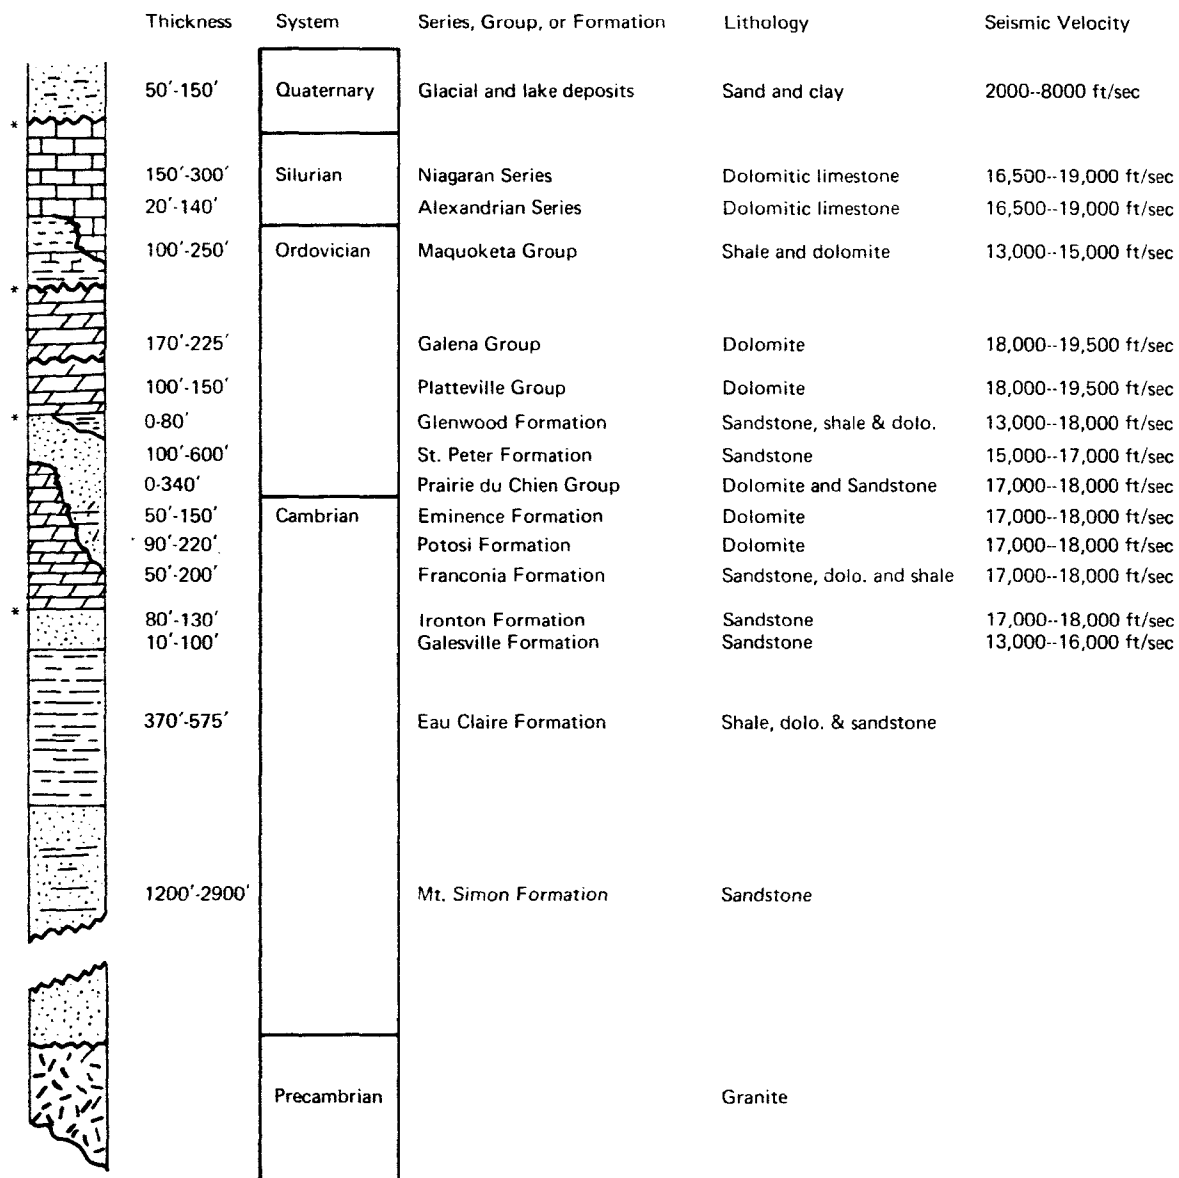 Thickness System Series, Group, or Formation Lithology Seismic Velocity
50'-150' Quaternary Glacial and lake deposits Sand and clay 2000--8000 ft/sec
*
150'-300' Silurian Niagaran Series Dolomitic limestone 16,500--19,000 ft/sec
20'-140' Alexandrian Series Dolomitic limestone 16,500--19,000 ft/sec
100'-250' Ordovician Maquoketa Group Shale and dolomite 13,000--15,000 ft/sec
*
170'-225' Galena Group Dolomite 18,000--19,500 ft/sec
100'-150' Platteville Group Dolomite 18,000--19,500 ft/sec
* 0-80' Glenwood Formation Sandstone, shale & dolo. 13,000--18,000 ft/sec
100'-600' St. Peter Formation Sandstone 15,000--17,000 ft/sec
0-340' Prairie du Chien Group Dolomite and Sandstone 17,000--18,000 ft/sec
50'-150' Cambrian Eminence Formation Dolomite 17,000--18,000 ft/sec
90'-220' Potosi Formation Dolomite 17,000--18,000 ft/sec
50'-200' Franconia Formation Sandstone, dolo. and shale 17,000--18,000 ft/sec
* 80'-130' Ironton Formation Sandstone 17,000--18,000 ft/sec
10'-100' Galesville Formation Sandstone 13,000--16,000 ft/sec
370'-575' Eau Claire Formation Shale, dolo. & sandstone
1200'-2900' Mt. Simon Formation Sandstone
Precambrian Granite